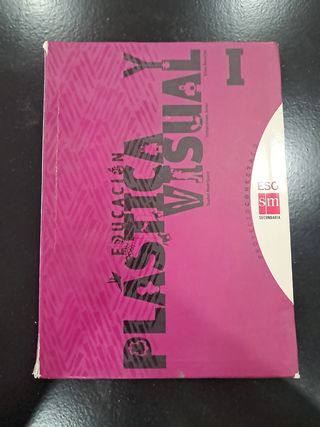 EDUCACIÓN
PLÁSTICA Y
VISUAL
I
ESO
sm
SECUNDARIA